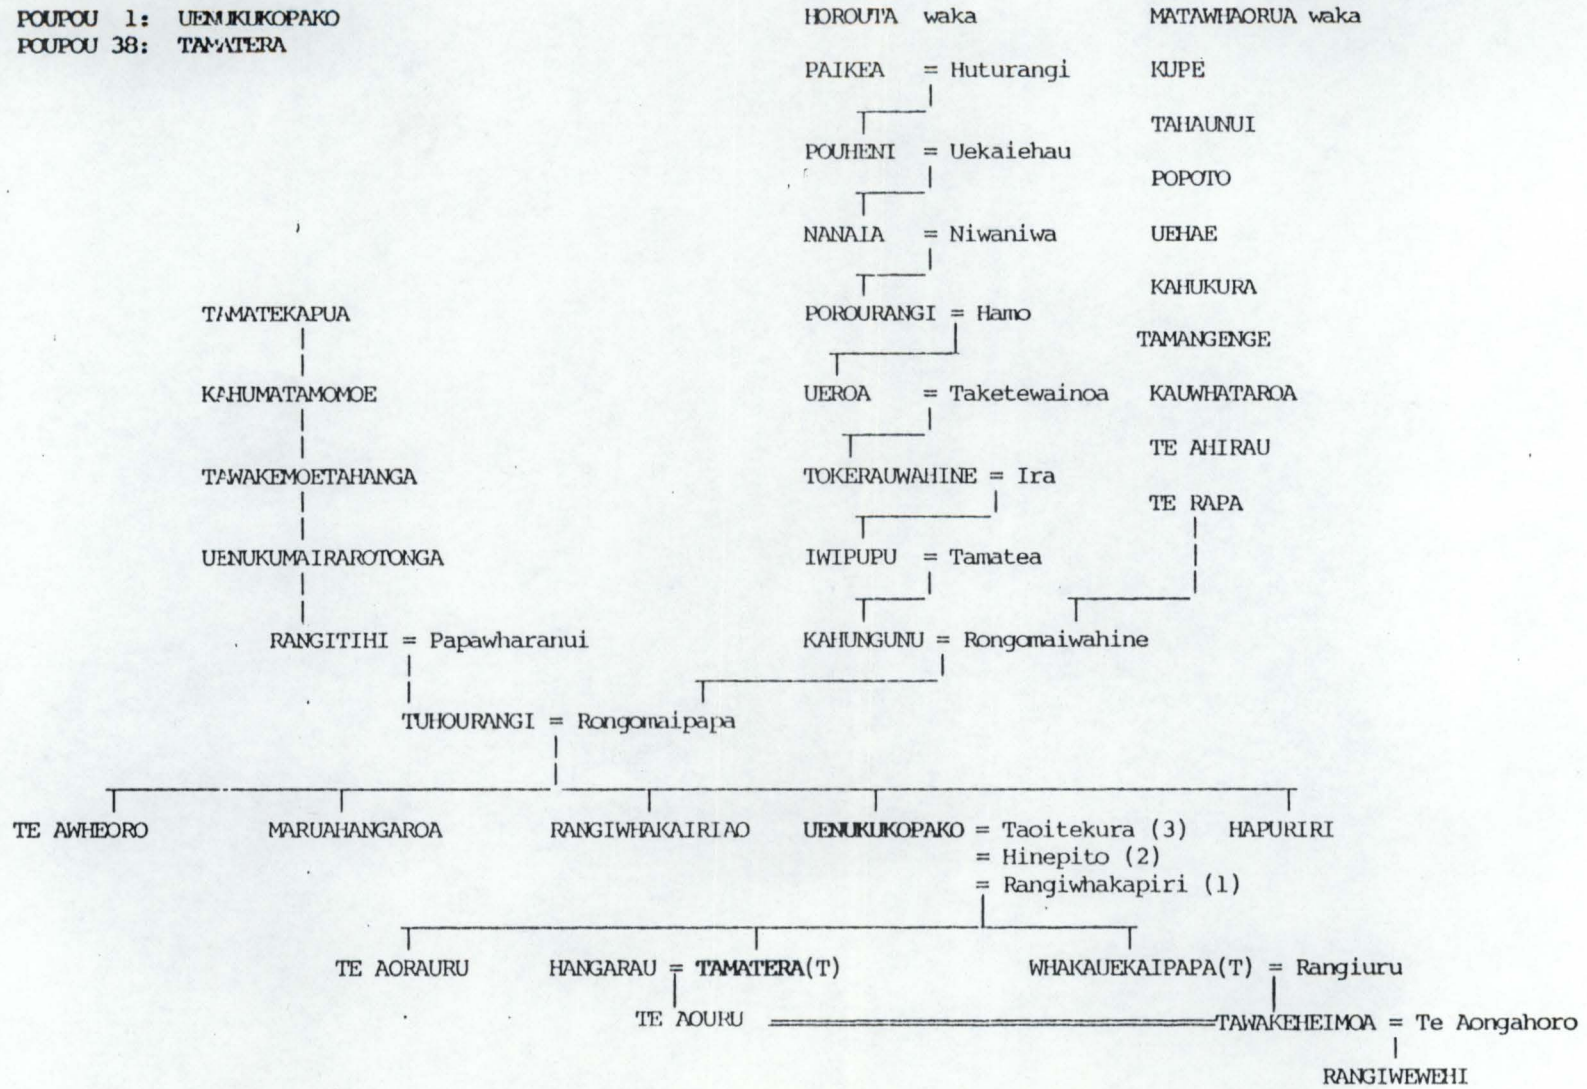 POUPOU 1: UENUKUKOPAKO
POUPOU 38: TAMATERA
HOROUTA waka
MATAWHAORUA waka
PAIKEA = Huturangi
KUPE
TAHAUNUI
POUHENI = Uekaiehau
POPOTO
NANAIA = Niwaniwa
UEHAE
KAHUKURA
TAMATEKAPUA
POROURANGI = Hamo
TAMANGENGE
KAHUMATAMOMOE
UEROA = Taketewainoa
KAUWHATAROA
TE AHIRAU
TAWAKEMOETAHANGA
TOKERAUWAHINE = Ira
TE RAPA
UENUKUMAIRAROTONGA
IWIPUPU = Tamatea
RANGITIHI = Papawharanui
KAHUNGUNU = Rongomaiwahine
TUHOURANGI = Rongomaipapa
TE AWHEORO
MARUAHANGAROA
RANGIWHAKAIRIAO
UENUKUKOPAKO = Taoitekura (3)
HAPURIRI
= Hinepito (2)
= Rangiwhakapiri (1)
TE AORAURU
HANGARAU = TAMATERA(T)
WHAKAUEKAIPAPA(T) = Rangiuru
TE AOURU
TAWAKEHEIMOA = Te Aongahoro
RANGIWEWEHI